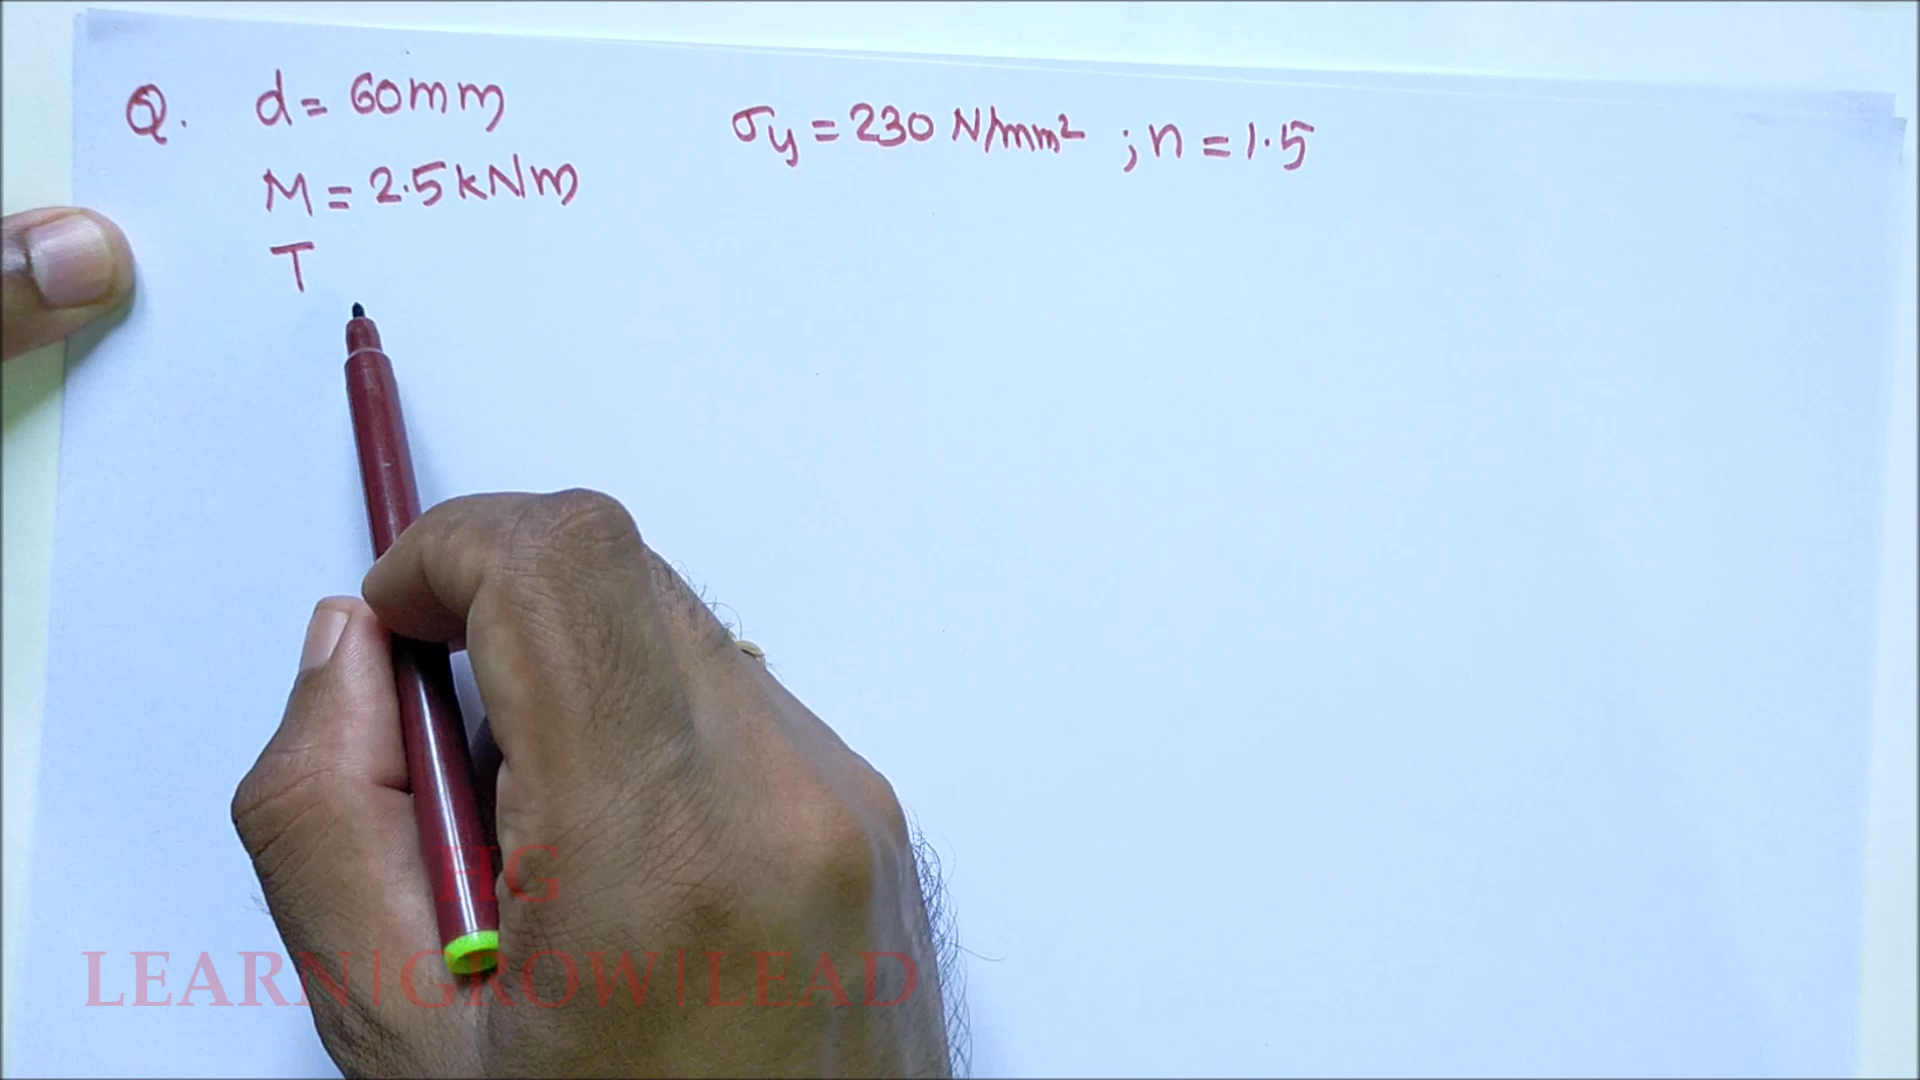 Q. d = 60mm
σy = 230 N/mm² ; n = 1.5
M = 2.5kNm
T
HG
LEARN|GROW|LEAD